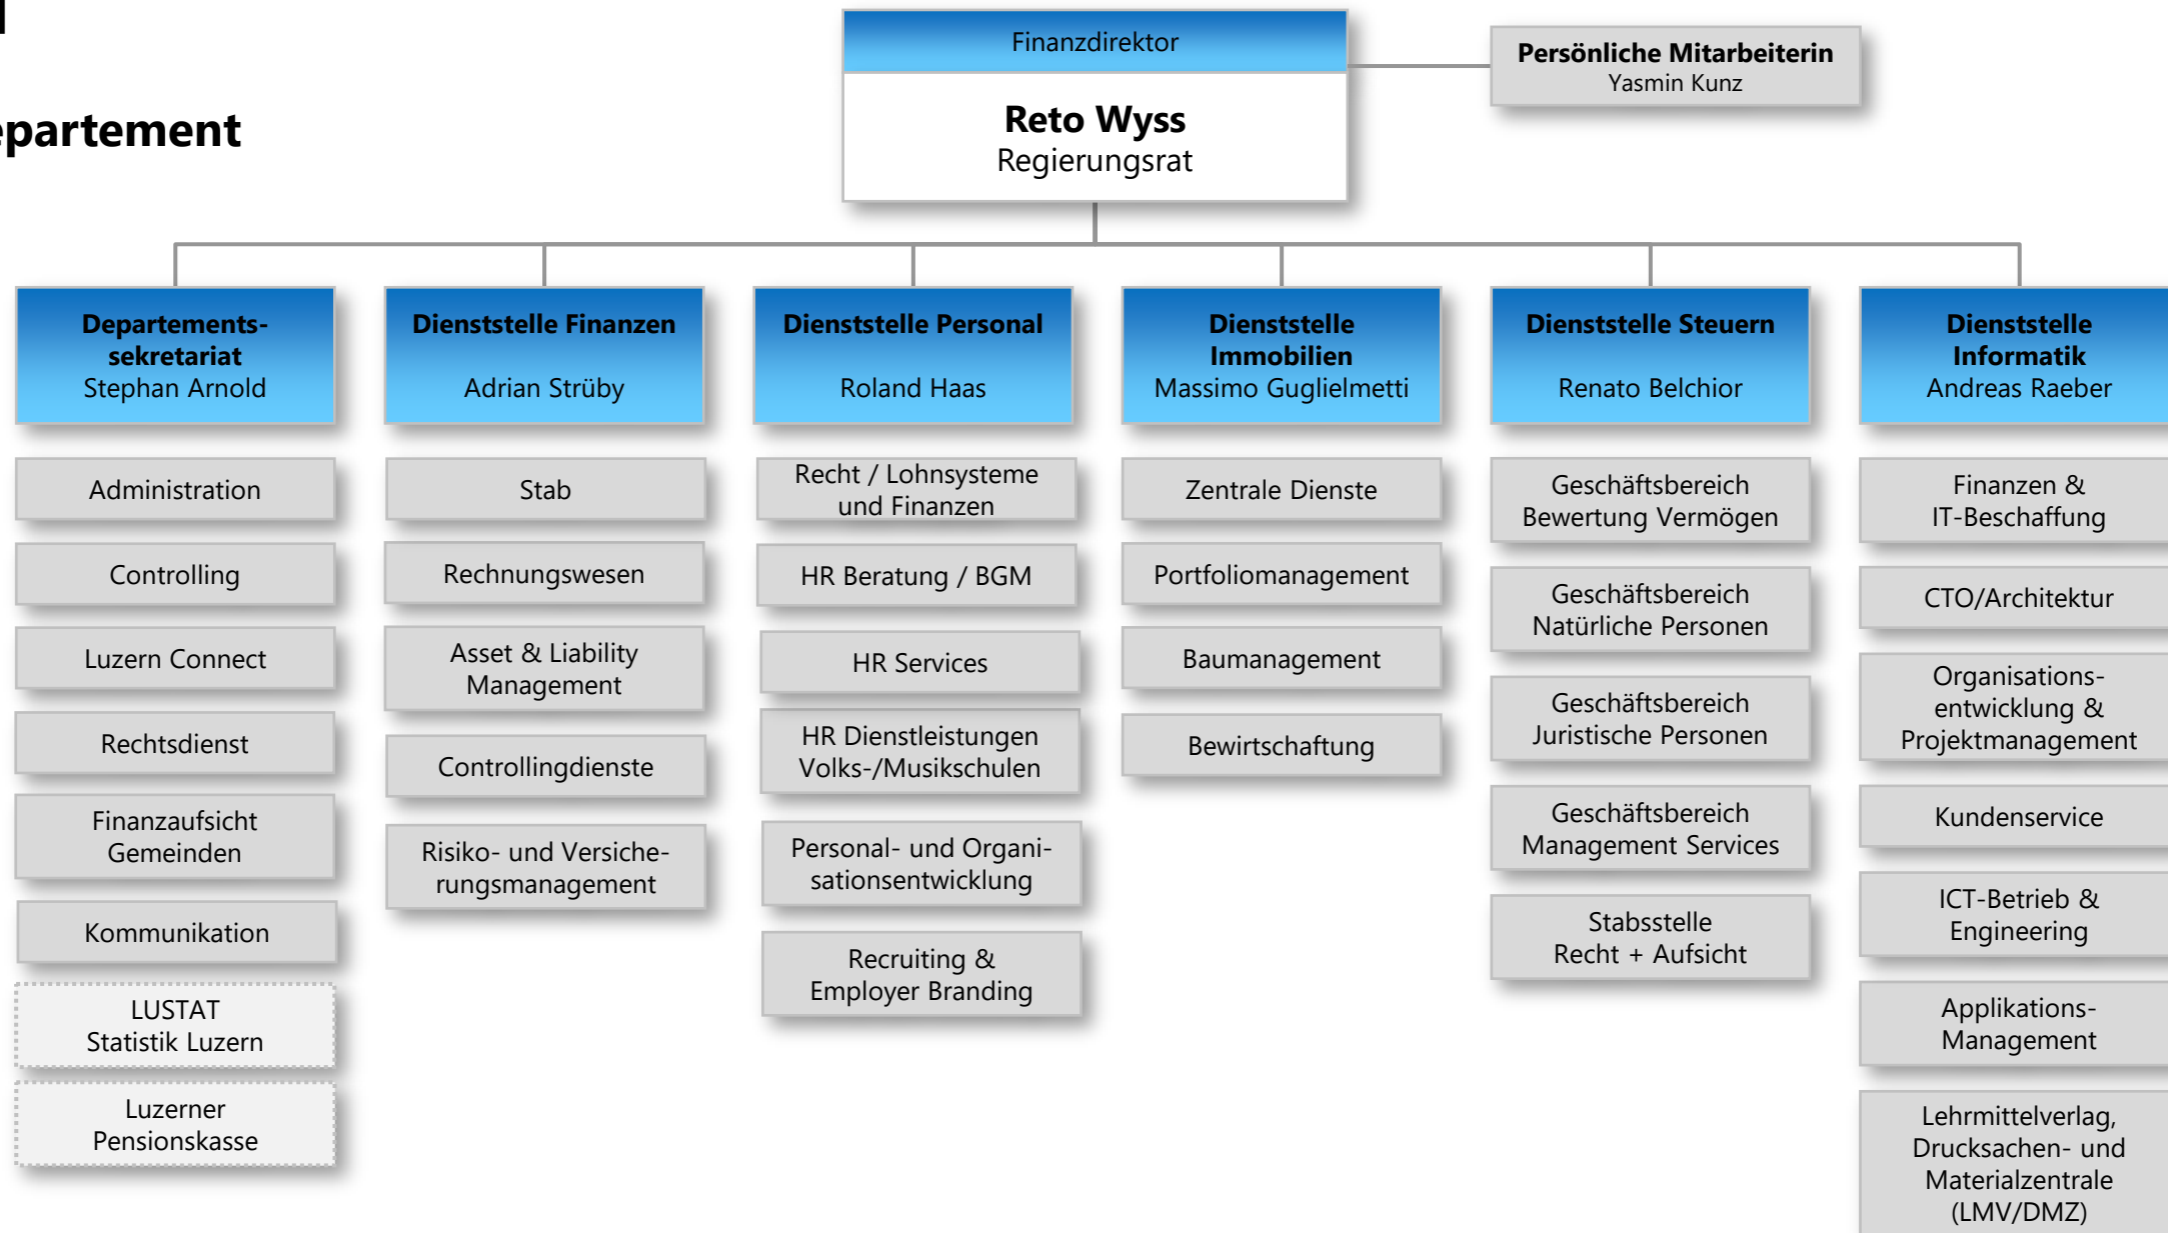 epartement
Finanzdirektor
Reto Wyss
Regierungsrat
Persönliche Mitarbeiterin
Yasmin Kunz
Departements-
sekretariat
Stephan Arnold
Administration
Controlling
Luzern Connect
Rechtsdienst
Finanzaufsicht
Gemeinden
Kommunikation
LUSTAT
Statistik Luzern
Luzerner
Pensionskasse
Dienststelle Finanzen
Adrian Strüby
Stab
Rechnungswesen
Asset & Liability
Management
Controllingdienste
Risiko- und Versiche-
rungsmanagement
Dienststelle Personal
Roland Haas
Recht / Lohnsysteme
und Finanzen
HR Beratung / BGM
HR Services
HR Dienstleistungen
Volks-/Musikschulen
Personal- und Organi-
sationsentwicklung
Recruiting &
Employer Branding
Dienststelle
Immobilien
Massimo Guglielmetti
Zentrale Dienste
Portfoliomanagement
Baumanagement
Bewirtschaftung
Dienststelle Steuern
Renato Belchior
Geschäftsbereich
Bewertung Vermögen
Geschäftsbereich
Natürliche Personen
Geschäftsbereich
Juristische Personen
Geschäftsbereich
Management Services
Stabsstelle
Recht + Aufsicht
Dienststelle
Informatik
Andreas Raeber
Finanzen &
IT-Beschaffung
CTO/Architektur
Organisations-
entwicklung &
Projektmanagement
Kundenservice
ICT-Betrieb &
Engineering
Applikations-
Management
Lehrmittelverlag,
Drucksachen- und
Materialzentrale
(LMV/DMZ)